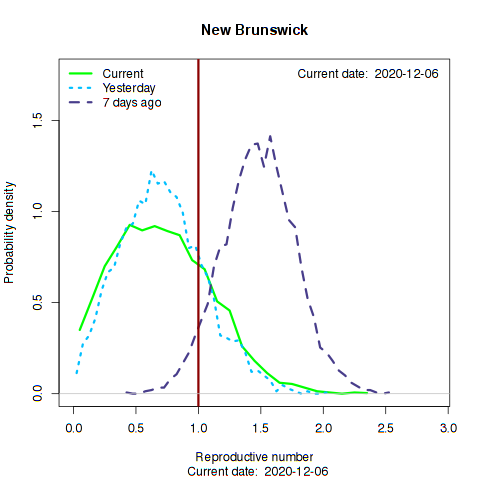 New Brunswick
Current date:  2020-12-06
Current
Yesterday
7 days ago
Probability density
1.5
1.0
0.5
0.0
0.0 0.5 1.0 1.5 2.0 2.5 3.0
Reproductive number
Current date:  2020-12-06